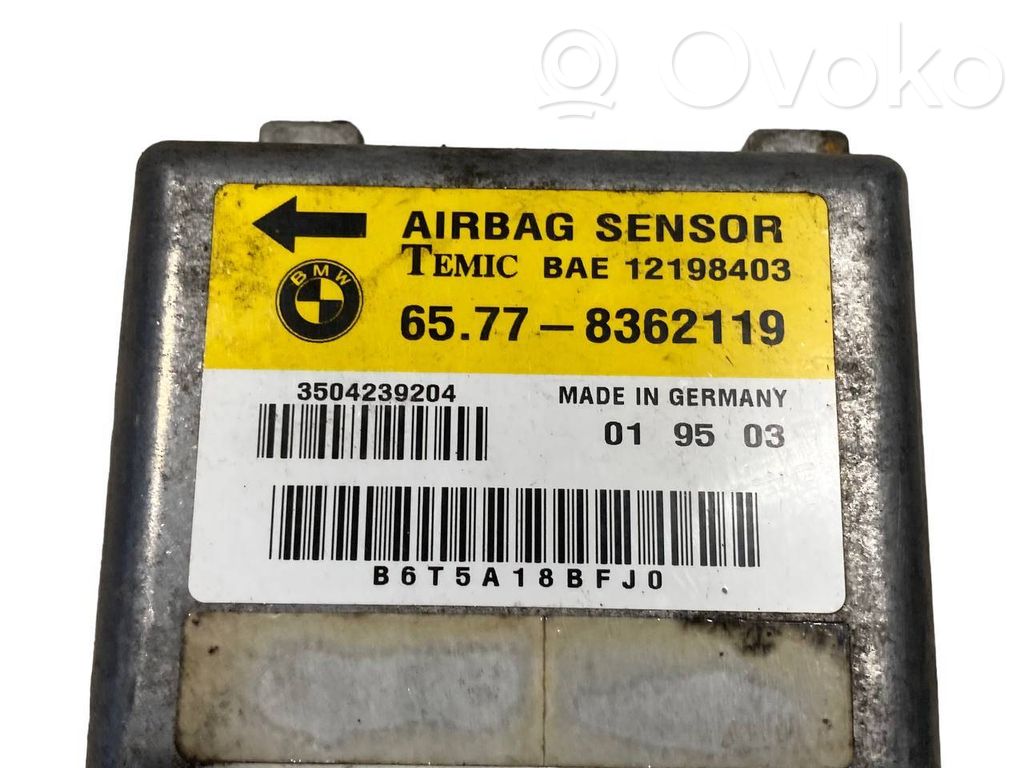 Ovoko
AIRBAG SENSOR
BMW
TEMIC BAE 12198403
65.77-8362119
3504239204
MADE IN GERMANY
01 95 03
B6T5A18BFJ0